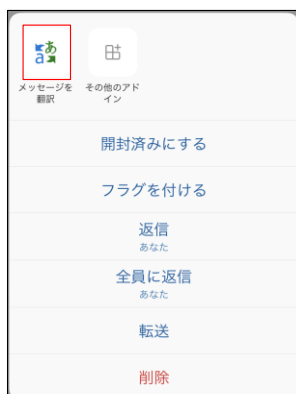 あ
a
メッセージを
翻訳
その他のアド
イン
開封済みにする
フラグを付ける
返信
あなた
全員に返信
あなた
転送
削除